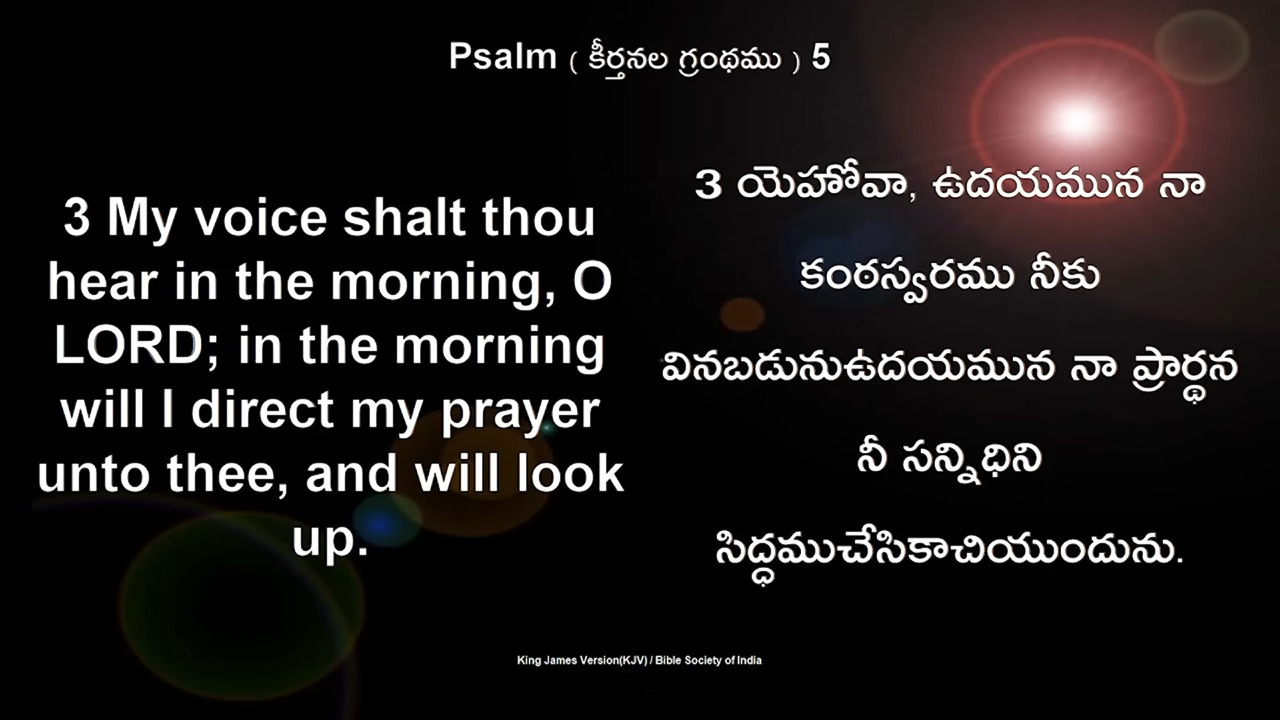 Psalm ( కీర్తనల గ్రంథము ) 5
3 My voice shalt thou
hear in the morning, O
LORD; in the morning
will I direct my prayer
unto thee, and will look
up.
3 యెహోవా, ఉదయమున నా
కంఠస్వరము నీకు
వినబడునుఉదయమున నా ప్రార్థన
నీ సన్నిధిని
సిద్ధముచేసికాచియుందును.
King James Version(KJV) / Bible Society of India